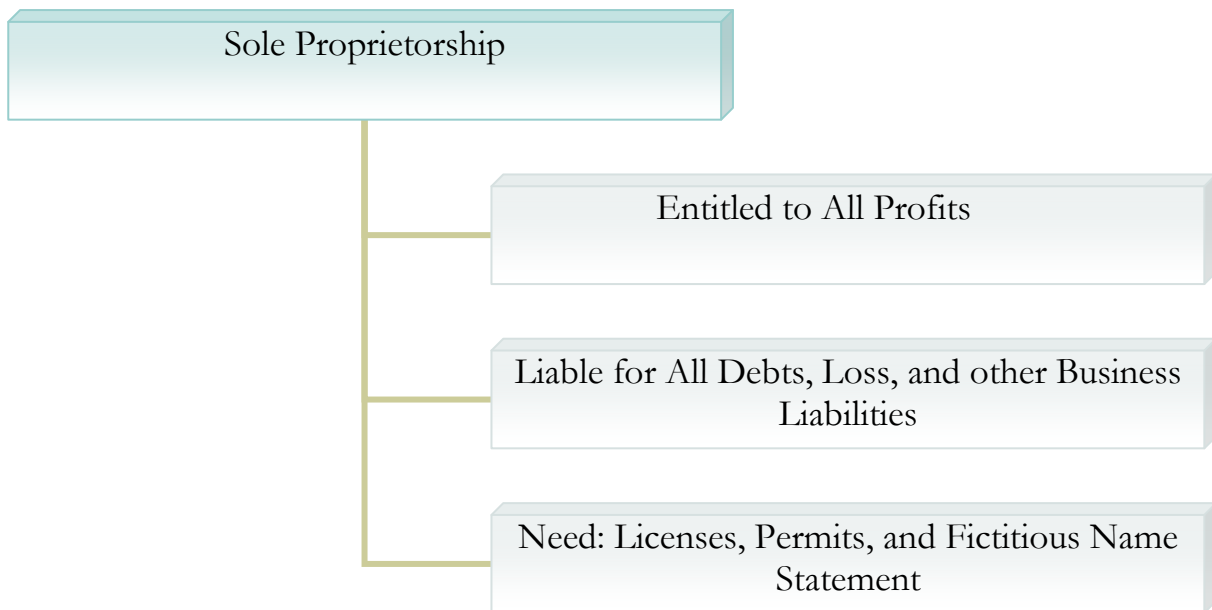 Sole Proprietorship
Entitled to All Profits
Liable for All Debts, Loss, and other Business
Liabilities
Need: Licenses, Permits, and Fictitious Name
Statement